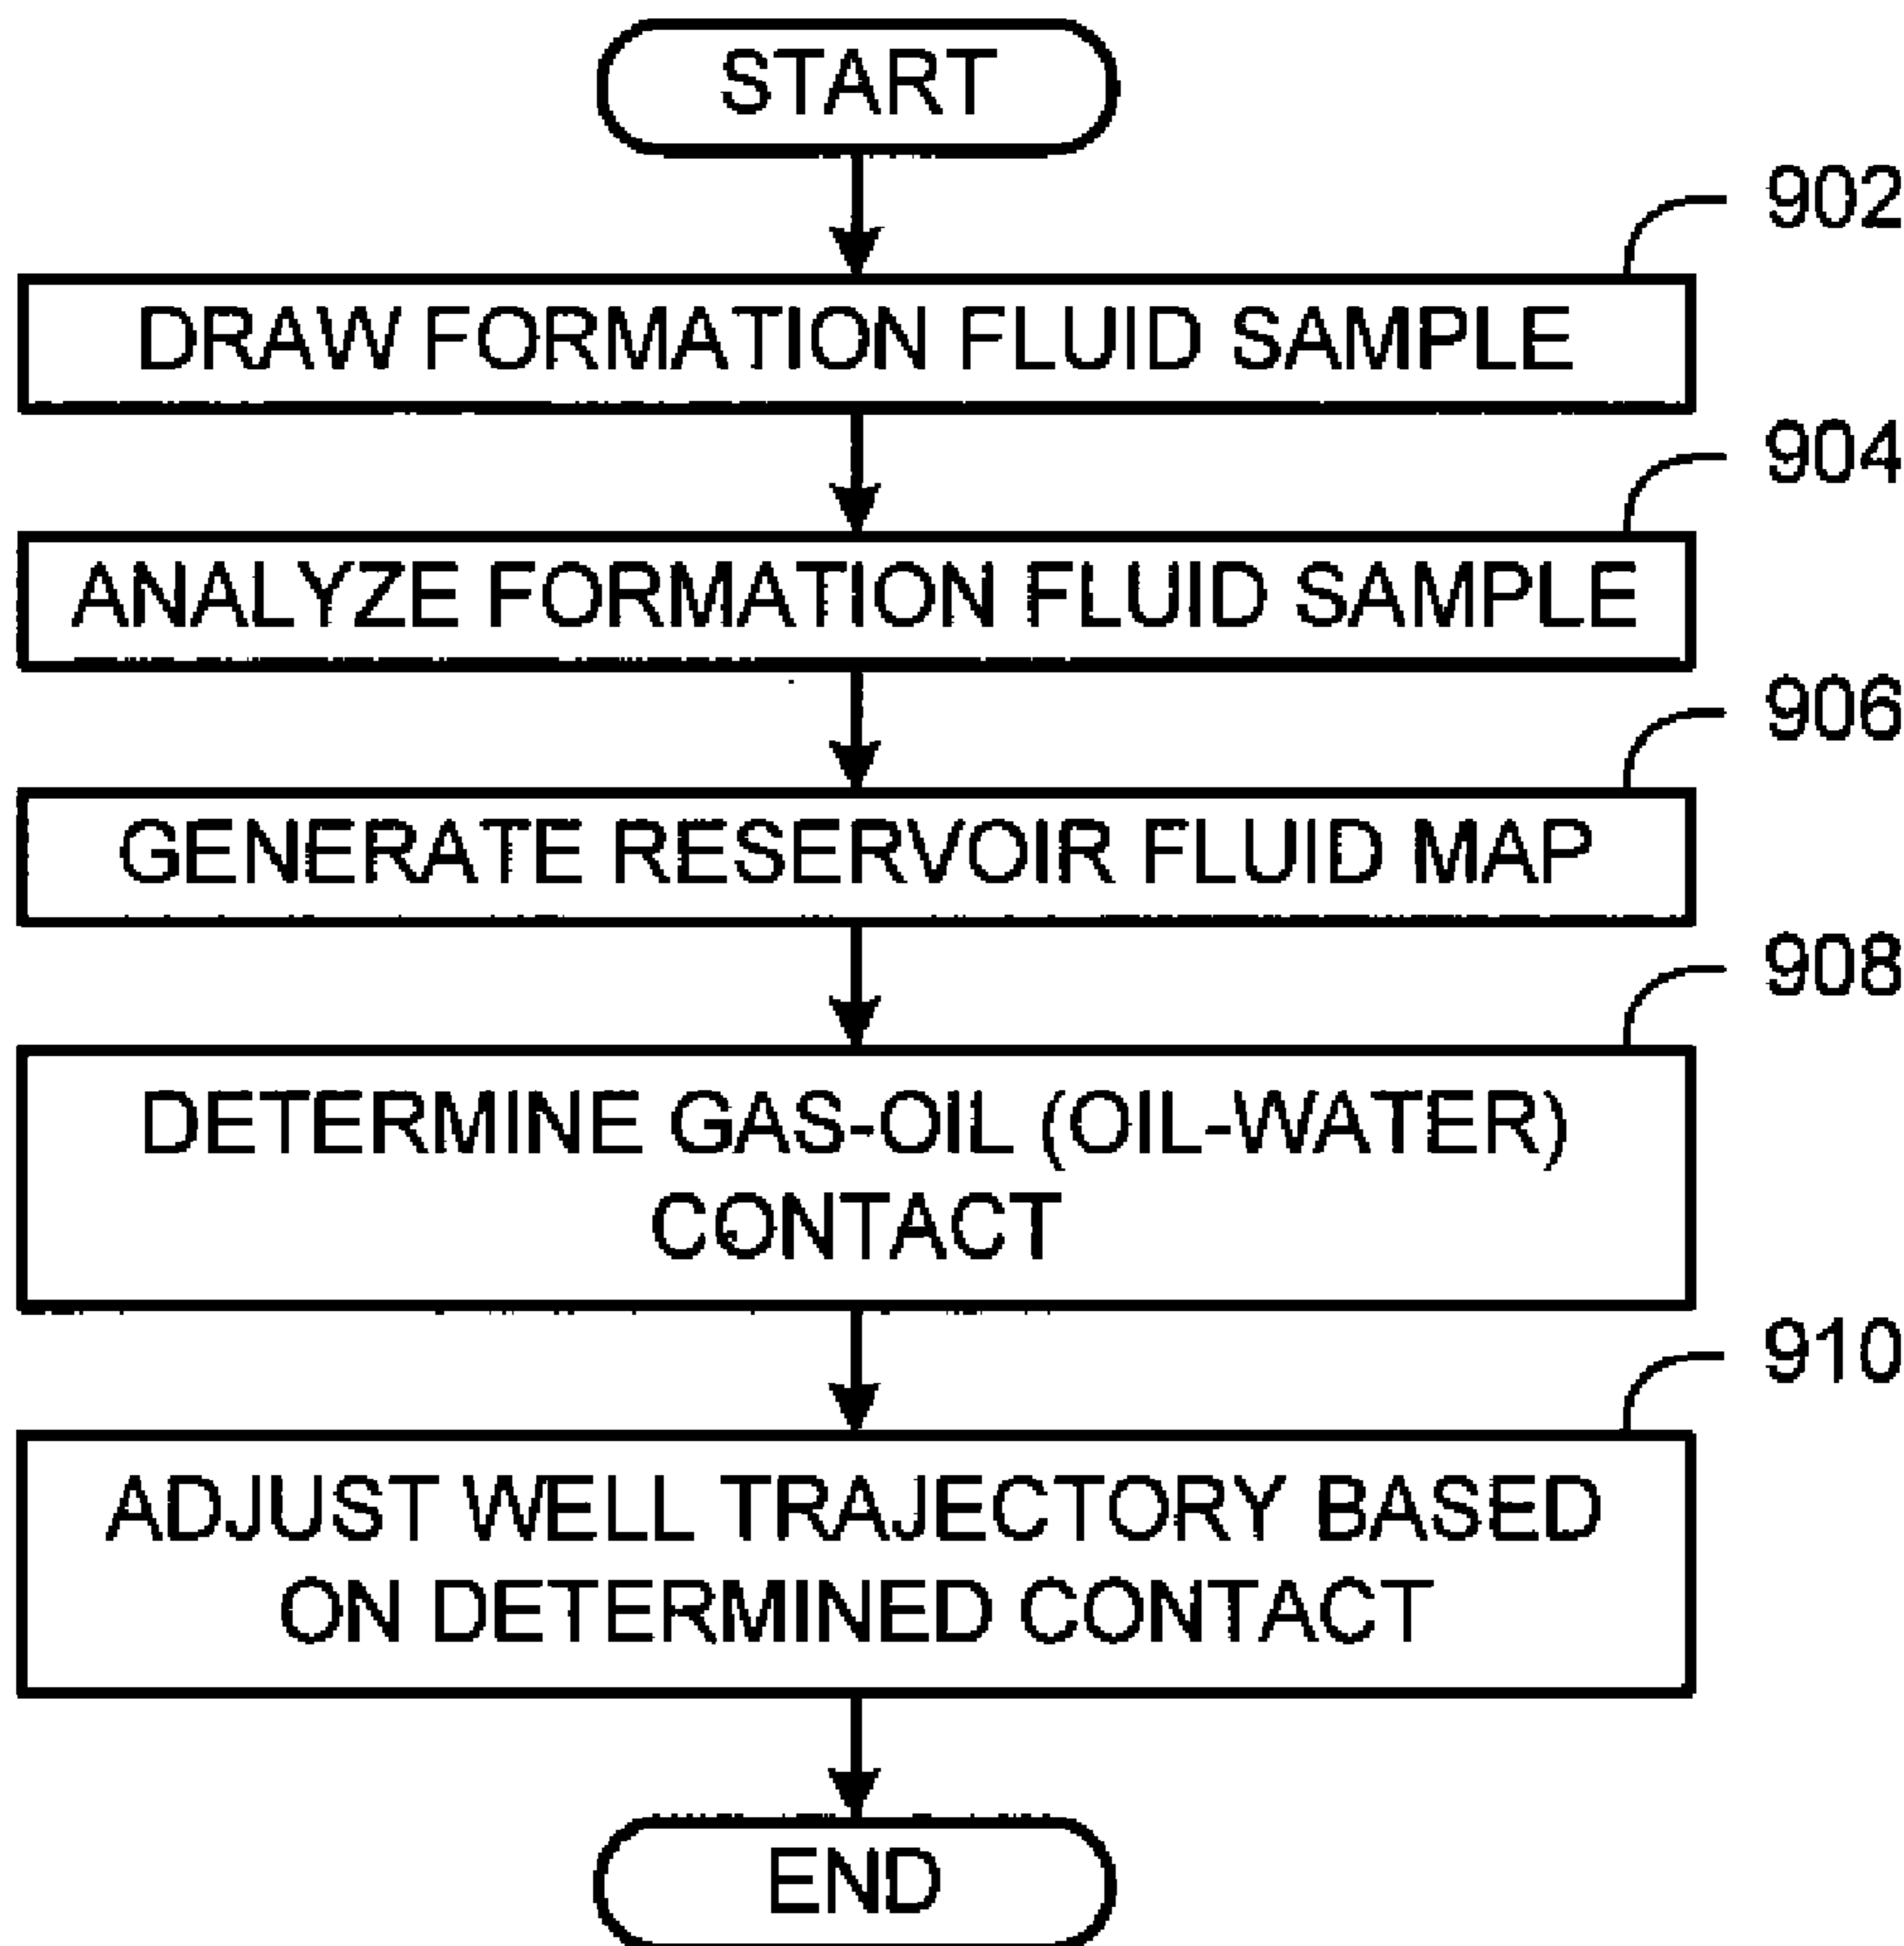 START
902
DRAW FORMATION FLUID SAMPLE
904
ANALYZE FORMATION FLUID SAMPLE
906
GENERATE RESERVOIR FLUID MAP
908
DETERMINE GAS-OIL (OIL-WATER)
CONTACT
910
ADJUST WELL TRAJECTORY BASED
ON DETERMINED CONTACT
END